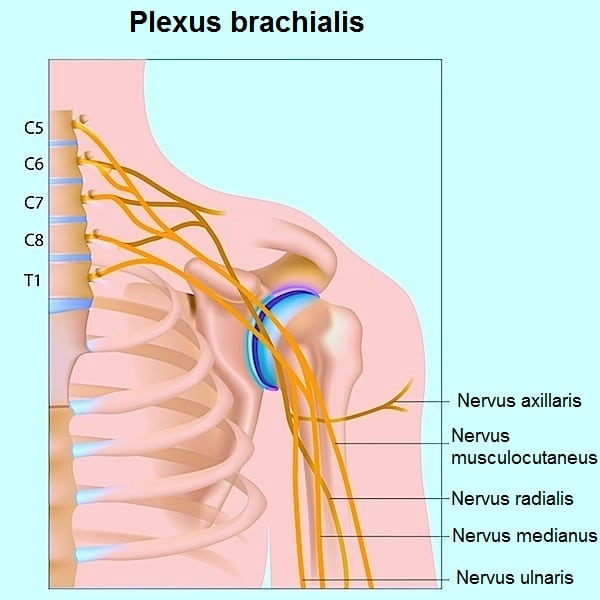 Plexus brachialis
C5
C6
C7
C8
T1
Nervus axillaris
Nervus
musculocutaneus
Nervus radialis
Nervus medianus
Nervus ulnaris